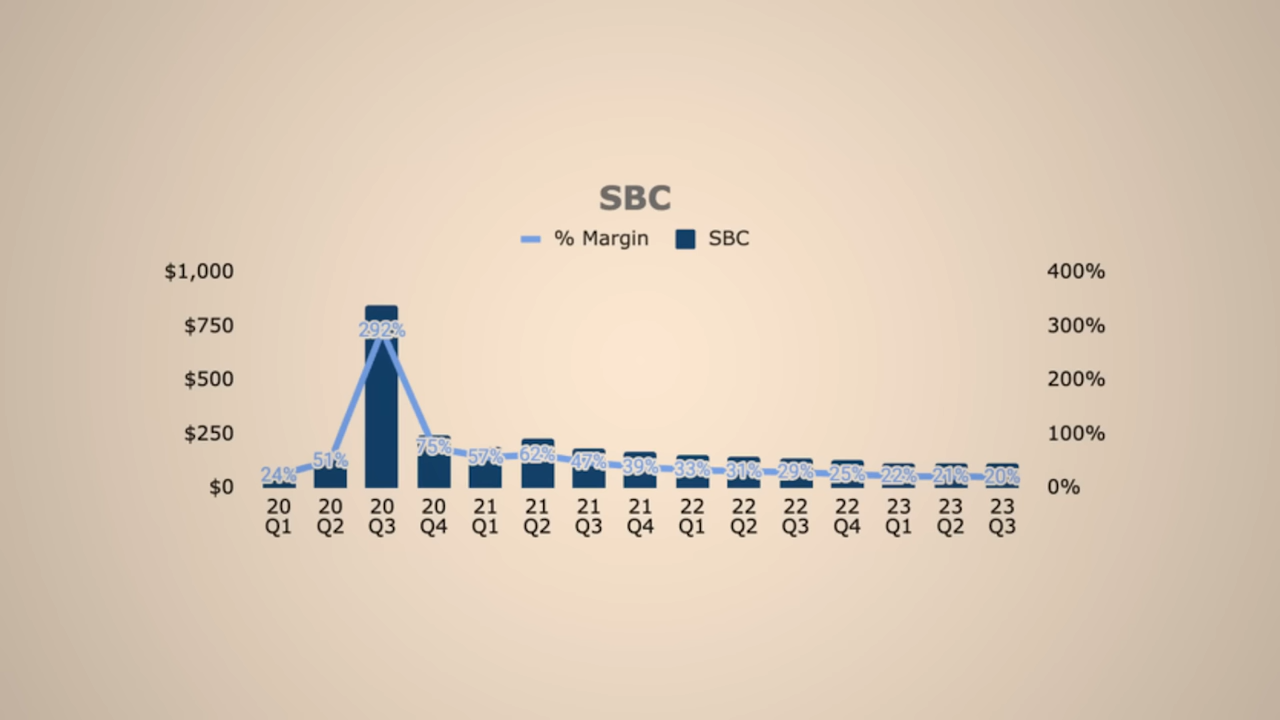 SBC
% Margin SBC
$1,000 400%
$750 300%
$500 200%
$250 100%
$0 0%
24% 51% 292% 75% 57% 62% 47% 39% 33% 31% 29% 25% 22% 21% 20%
20 20 20 20 21 21 21 21 22 22 22 22 23 23 23
Q1 Q2 Q3 Q4 Q1 Q2 Q3 Q4 Q1 Q2 Q3 Q4 Q1 Q2 Q3